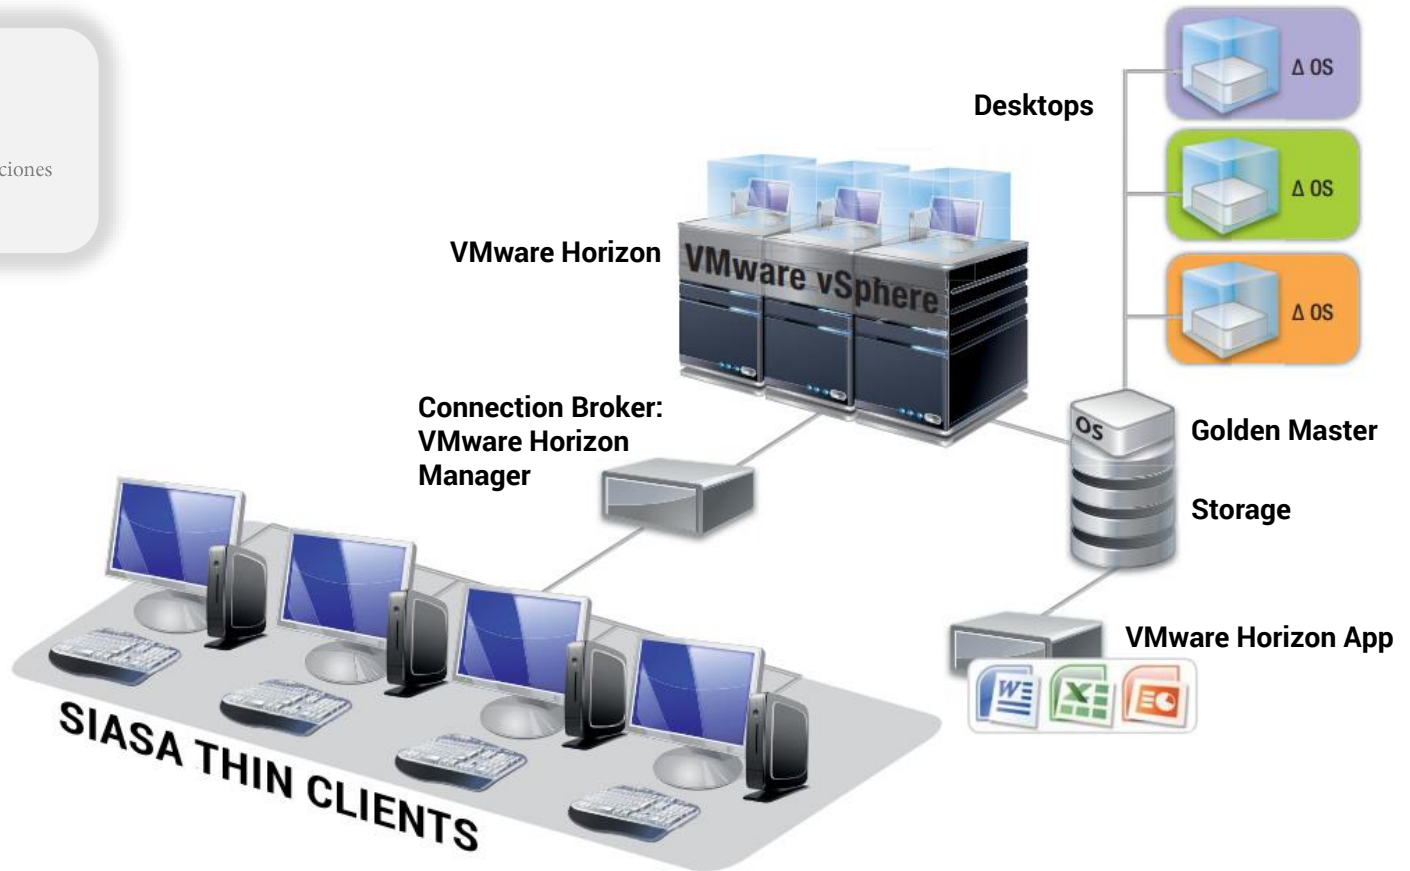 ciones
Desktops
Δ OS
Δ OS
Δ OS
VMware Horizon
VMware vSphere
Connection Broker:
VMware Horizon
Manager
OS
Golden Master
Storage
VMware Horizon App
W
X
SIASA THIN CLIENTS